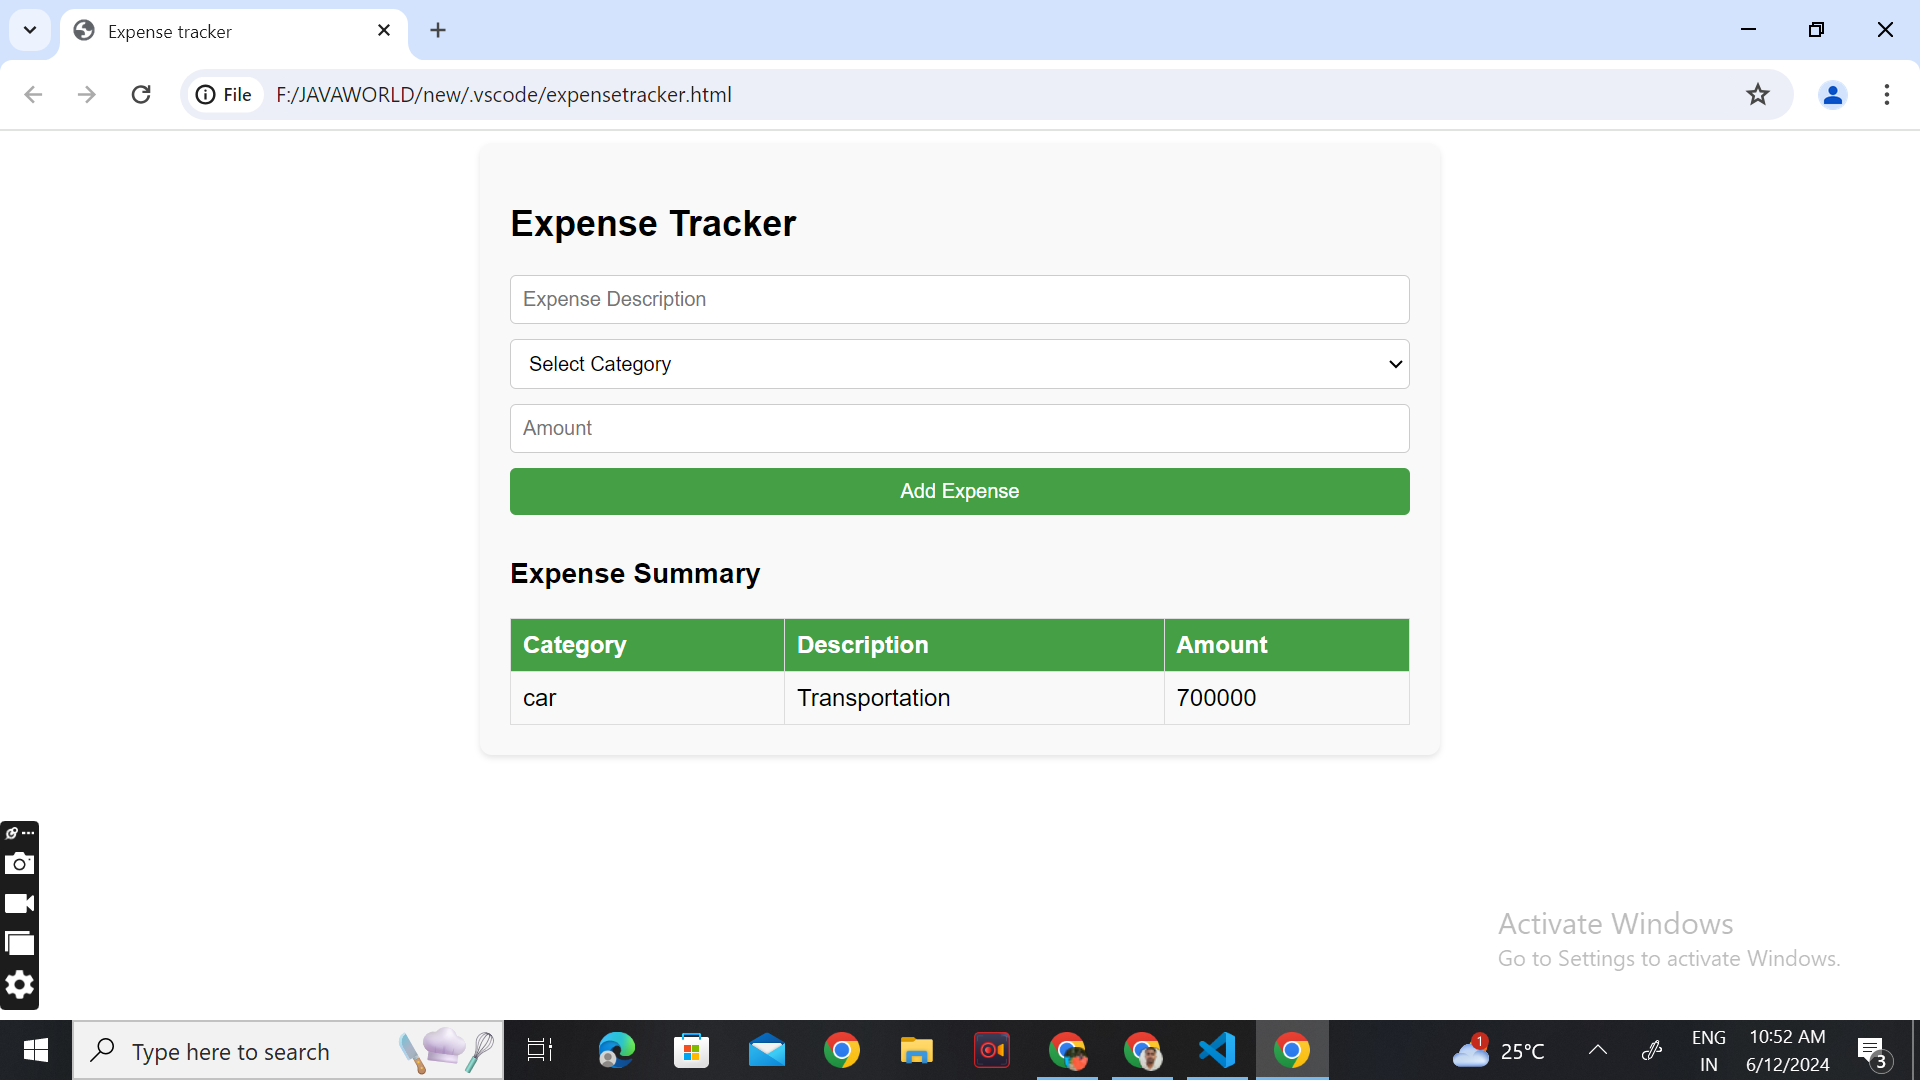 Expense tracker
File F:/JAVAWORLD/new/.vscode/expensetracker.html
Expense Tracker
Expense Description
Select Category
Amount
Add Expense
Expense Summary
Category Description Amount
car Transportation 700000
Activate Windows
Go to Settings to activate Windows.
Type here to search
1
25°C
ENG
IN
10:52 AM
6/12/2024
3